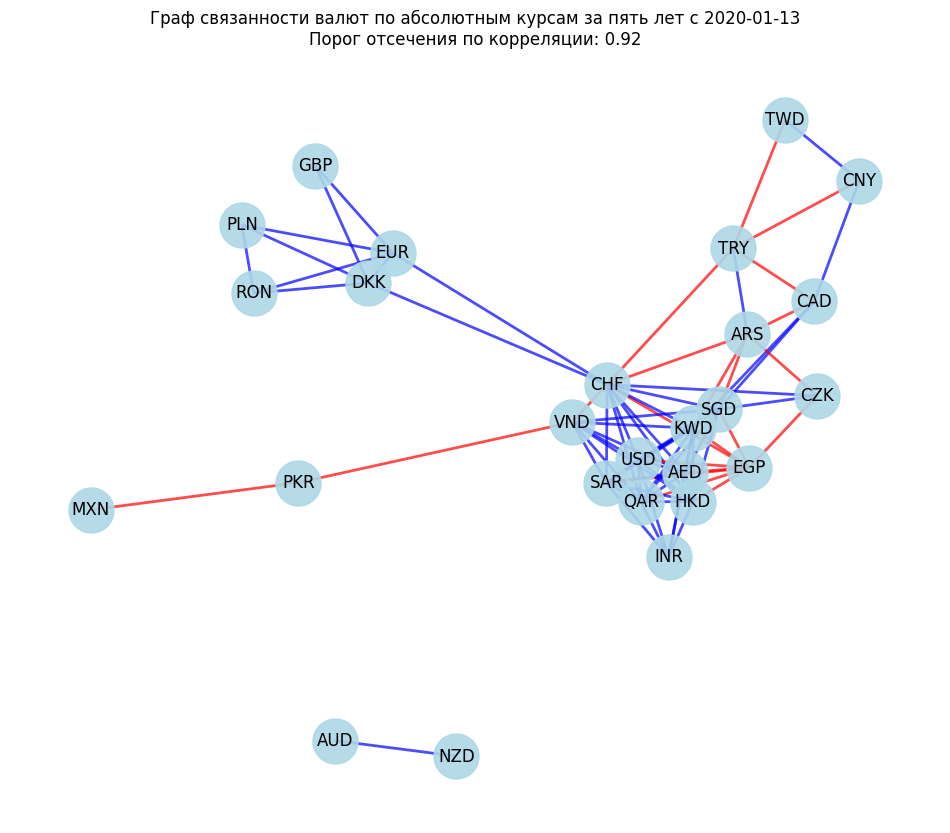 Граф связанности валют по абсолютным курсам за пять лет с 2020-01-13
Порог отсечения по корреляции: 0.92
TWD
GBP
CNY
PLN
TRY
EUR
DKK
RON
CAD
ARS
CHF
CZK
SGD
VND
KWD
USD
EGP
AED
SAR
PKR
QAR
HKD
MXN
INR
AUD
NZD